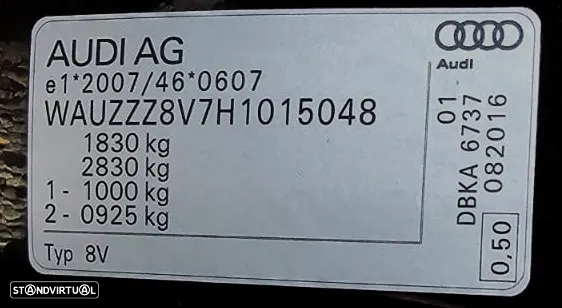 AUDI AG
Audi
e1*2007/46*0607
WAUZZZ8V7H1015048
1830 kg
2830 kg
1 - 1000 kg
2 - 0925 kg
Typ 8V
01
DBKA 6737
082016
0,50
STANDVIRTUAL